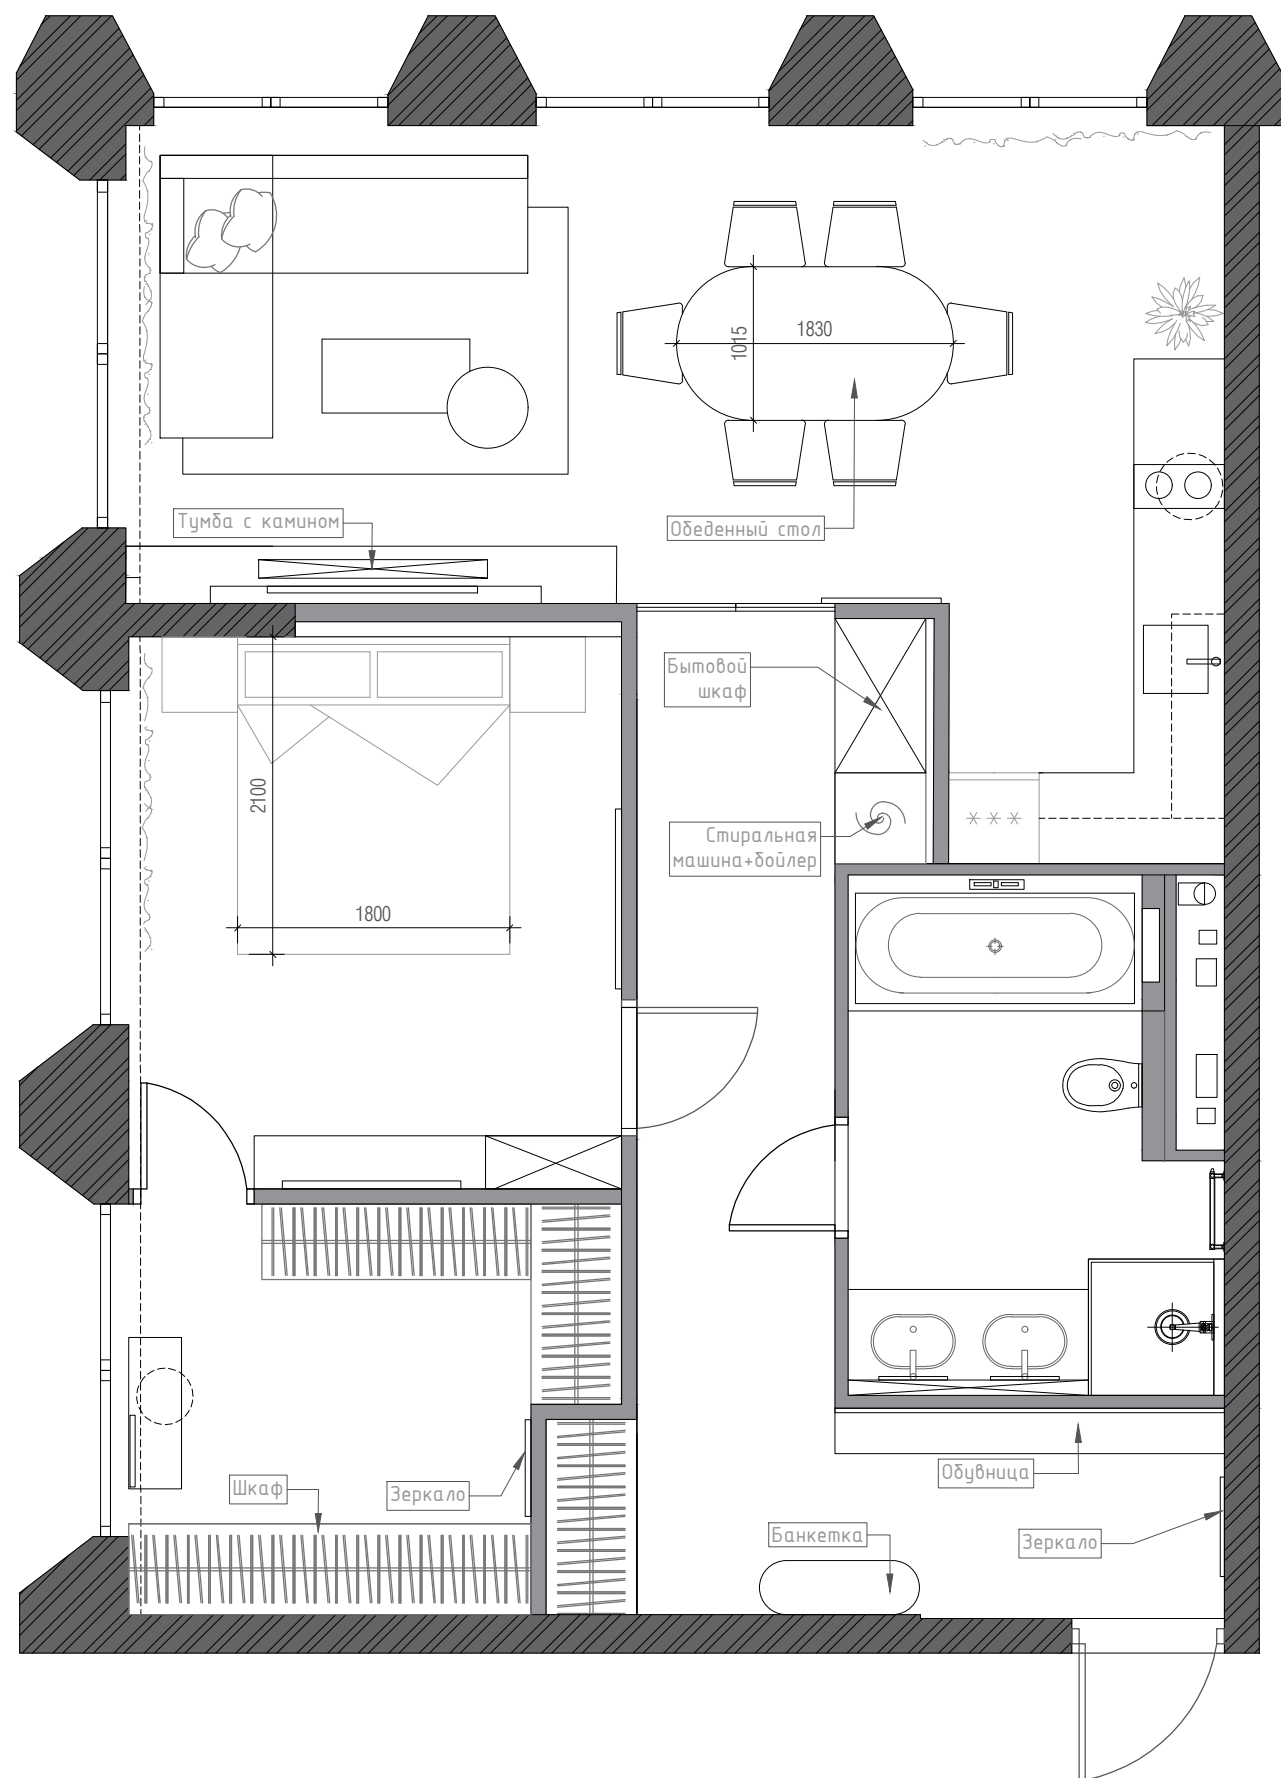 1015
1830
Тумба с камином
Обеденный стол
Бытовой
шкаф
2100
Стиральная
машина+бойлер
1800
Обувница
Шкаф
Зеркало
Банкетка
Зеркало